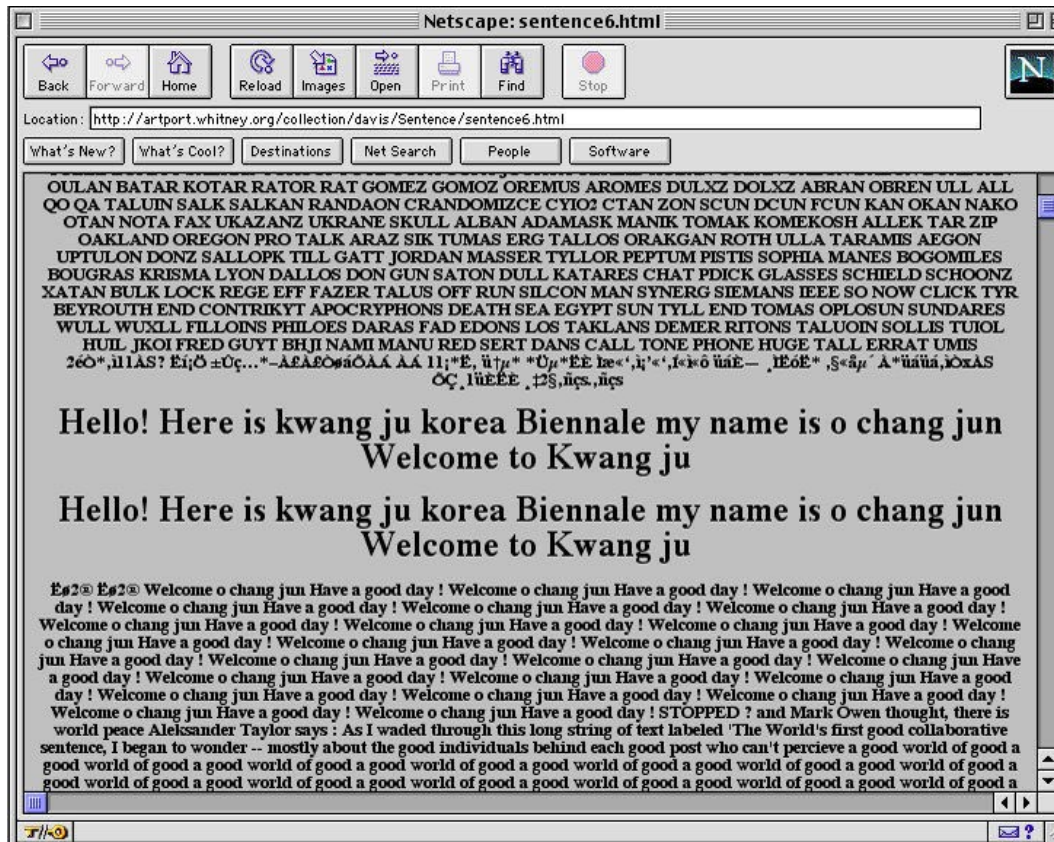 Netscape: sentence6.html
Back Forward Home Reload Images Open Print Find Stop
N
Location: http://artport.whitney.org/collection/davis/Sentence/sentence6.html
What's New? What's Cool? Destinations Net Search People Software
OULAN BATAR KOTAR RATOR RAT GOMEZ GOMOZ OREMUS AROMES DULXZ DOLXZ ABRAN OBREN ULL ALL
QO QA TALUIN SALK SALKAN RANDAON CRANDOMIZCE CYIO2 CTAN ZON SCUN DCUN FCUN KAN OKAN NAKO
OTAN NOTA FAX UKAZANZ UKRANE SKULL ALBAN ADAMASK MANIK TOMAK KOMEKOSH ALLEK TAR ZIP
OAKLAND OREGON PRO TALK ARAZ SIK TUMAS ERG TALLOS ORAKGAN ROTH ULLA TARAMIS AEGON
UPTULON DONZ SALLOPK TILL GATT JORDAN MASSER TYLLOR PEPTUM PISTIS SOPHIA MANES BOGOMILES
BOUGRAS KRISMA LYON DALLOS DON GUN SATON DULL KATARES CHAT PDICK GLASSES SCHIELD SCHOONZ
XATAN BULK LOCK REGE EFF FAZER TALUS OFF RUN SILCON MAN SYNERG SIEMANS IEEE SO NOW CLICK TYR
BEYROUTH END CONTRIKYT APOCRYPHONS DEATH SEA EGYPT SUN TYLL END TOMAS OPLOSUN SUNDARES
WULL WUXLL FILLOINS PHILOES DARAS FAD EDONS LOS TAKLANS DEMER RITONS TALUOIN SOLLIS TUIOL
HUIL JKOI FRED GUYT BHJI NAMI MANU RED SERT DANS CALL TONE PHONE HUGE TALL ERRAT UMIS
Hello! Here is kwang ju korea Biennale my name is o chang jun
Welcome to Kwang ju
Hello! Here is kwang ju korea Biennale my name is o chang jun
Welcome to Kwang ju
Ëø2® Ëø2® Welcome o chang jun Have a good day ! Welcome o chang jun Have a good day ! Welcome o chang jun Have a good
day ! Welcome o chang jun Have a good day ! Welcome o chang jun Have a good day ! Welcome o chang jun Have a good day !
Welcome o chang jun Have a good day ! Welcome o chang jun Have a good day ! Welcome o chang jun Have a good day ! Welcome
o chang jun Have a good day ! Welcome o chang jun Have a good day ! Welcome o chang jun Have a good day ! Welcome o chang
jun Have a good day ! Welcome o chang jun Have a good day ! Welcome o chang jun Have a good day ! Welcome o chang jun Have
a good day ! Welcome o chang jun Have a good day ! Welcome o chang jun Have a good day ! Welcome o chang jun Have a good
day ! Welcome o chang jun Have a good day ! Welcome o chang jun Have a good day ! Welcome o chang jun Have a good day !
Welcome o chang jun Have a good day ! Welcome o chang jun Have a good day ! STOPPED ? and Mark Owen thought, there is
world peace Aleksander Taylor says : As I waded through this long string of text labeled 'The World's first good collaborative
sentence, I began to wonder -- mostly about the good individuals behind each good post who can't percieve a good world of good a
good world of good a good world of good a good world of good a good world of good a good world of good a good world of good a
good world of good a good world of good a good world of good a good world of good a good world of good a good world of good a